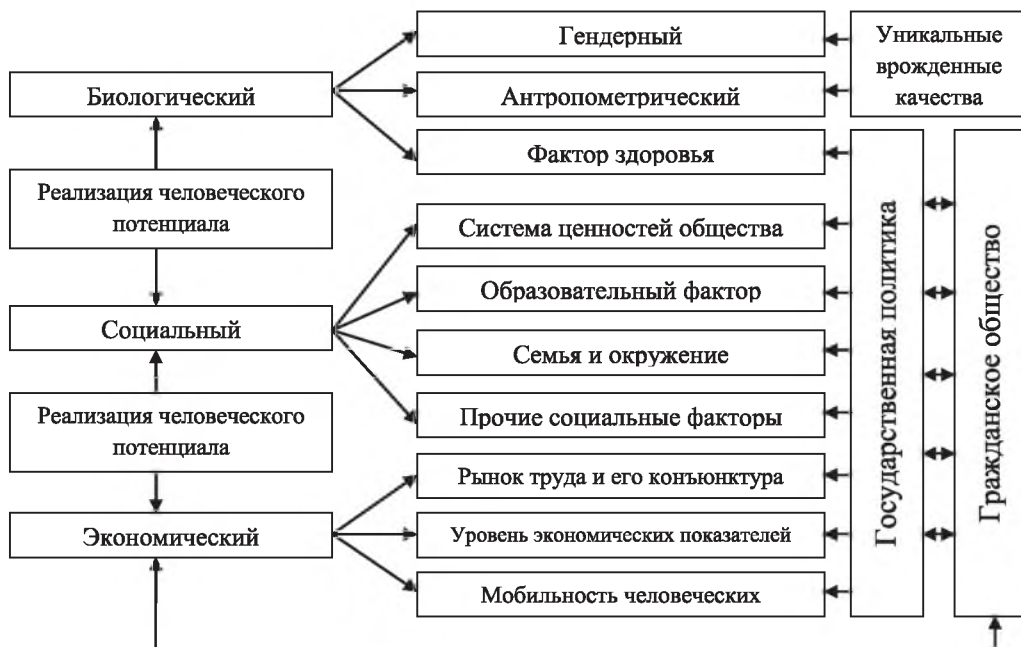 Гендерный
Уникальные
врожденные
качества
Биологический
Антропометрический
Фактор здоровья
Реализация человеческого
потенциала
Система ценностей общества
Образовательный фактор
Социальный
Семья и окружение
Реализация человеческого
потенциала
Прочие социальные факторы
Рынок труда и его конъюнктура
Экономический
Уровень экономических показателей
Мобильность человеческих
Государственная политика
Гражданское общество